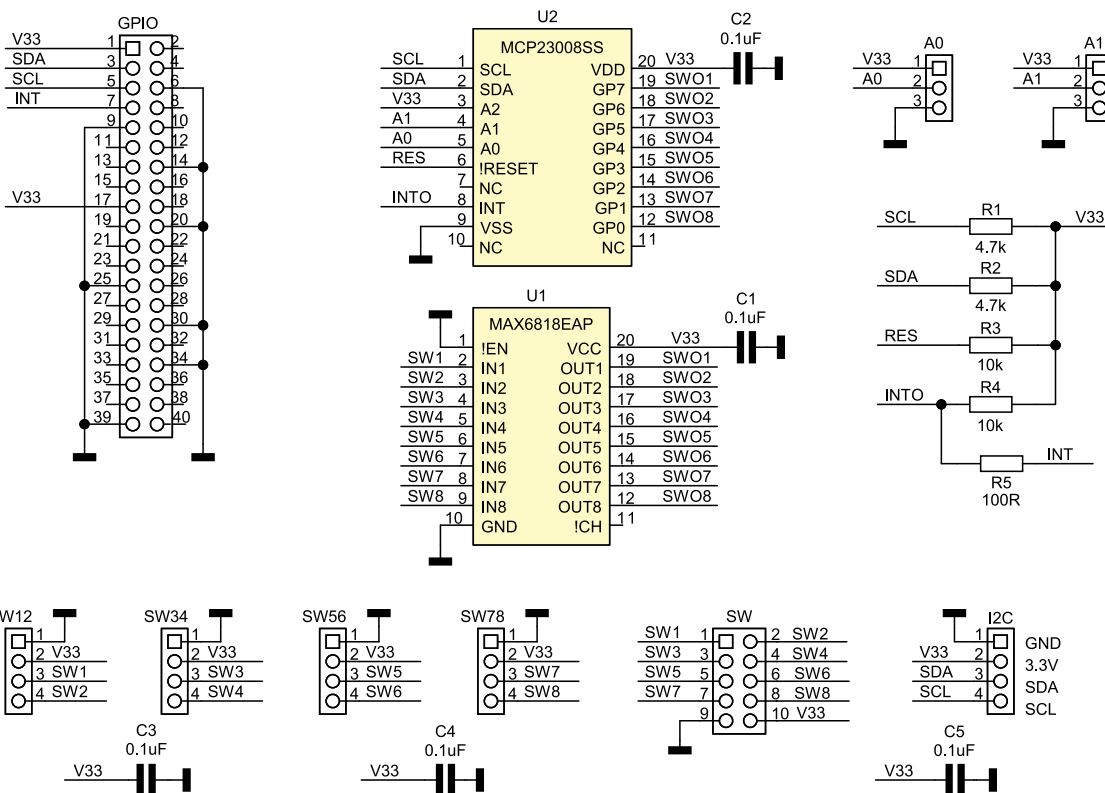 GPIO
V33 1 2
SDA 3 4
SCL 5 6
INT 7 8
9 10
11 12
13 14
15 16
V33 17 18
19 20
21 22
23 24
25 26
27 28
29 30
31 32
33 34
35 36
37 38
39 40
U2
MCP23008SS
SCL 1 SCL VDD 20 V33
SDA 2 SDA GP7 19 SWO1
V33 3 A2 GP6 18 SWO2
A1 4 A1 GP5 17 SWO3
A0 5 A0 GP4 16 SWO4
RES 6 !RESET GP3 15 SWO5
7 NC GP2 14 SWO6
INTO 8 INT GP1 13 SWO7
9 VSS GP0 12 SWO8
10 NC NC 11
C2
0.1uF
A0
V33 1
A0 2
3
A1
V33 1
A1 2
3
U1
MAX6818EAP
1 !EN VCC 20 V33
SW1 2 IN1 OUT1 19 SWO1
SW2 3 IN2 OUT2 18 SWO2
SW3 4 IN3 OUT3 17 SWO3
SW4 5 IN4 OUT4 16 SWO4
SW5 6 IN5 OUT5 15 SWO5
SW6 7 IN6 OUT6 14 SWO6
SW7 8 IN7 OUT7 13 SWO7
SW8 9 IN8 OUT8 12 SWO8
10 GND !CH 11
C1
0.1uF
SCL R1 V33
4.7k
SDA R2
4.7k
RES R3
10k
INTO R4
10k
INT
R5
100R
W12
1
2 V33
3 SW1
4 SW2
SW34
1
2 V33
3 SW3
4 SW4
SW56
1
2 V33
3 SW5
4 SW6
SW78
1
2 V33
3 SW7
4 SW8
SW
SW1 1 2 SW2
SW3 3 4 SW4
SW5 5 6 SW6
SW7 7 8 SW8
9 10 V33
I2C
1 GND
V33 2 3.3V
SDA 3 SDA
SCL 4 SCL
C3
0.1uF
V33
C4
0.1uF
V33
C5
0.1uF
V33